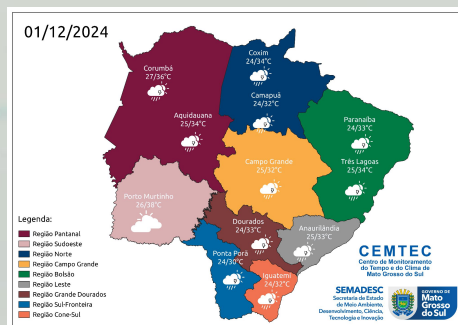 01/12/2024
Corumbá
27/36°C
Aquidauana
25/34°C
Coxim
24/34°C
Camapuã
24/32°C
Paranaíba
24/33°C
Três Lagoas
25/34°C
Campo Grande
25/32°C
Porto Murtinho
26/38°C
Dourados
24/33°C
Anaurilândia
25/33°C
Ponta Porã
24/30°C
Iguatemi
24/32°C
Legenda:
Região Pantanal
Região Sudoeste
Região Norte
Região Campo Grande
Região Bolsão
Região Leste
Região Grande Dourados
Região Sul-Fronteira
Região Cone-Sul
CEMTEC
Centro de Monitoramento
do Tempo e do Clima de
Mato Grosso do Sul
SEMADESC
Secretaria de Estado
de Meio Ambiente,
Desenvolvimento, Ciência,
Tecnologia e Inovação
GOVERNO DE
Mato
Grosso
do Sul